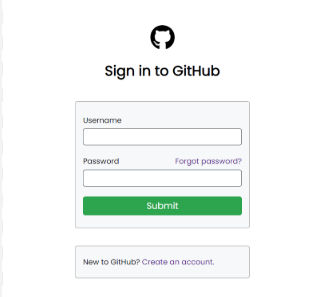 Sign in to GitHub
Username
Password Forgot password?
Submit
New to GitHub? Create an account.